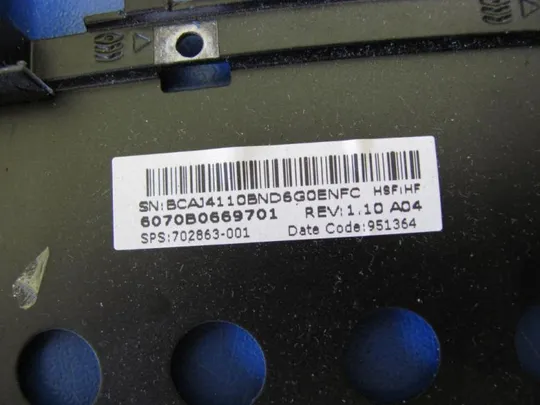 SN:BCAJ4110BND6G0ENFC HSF:HF
6070B0669701 REV:1.10 A04
SPS:702863-001 Date Code:951364